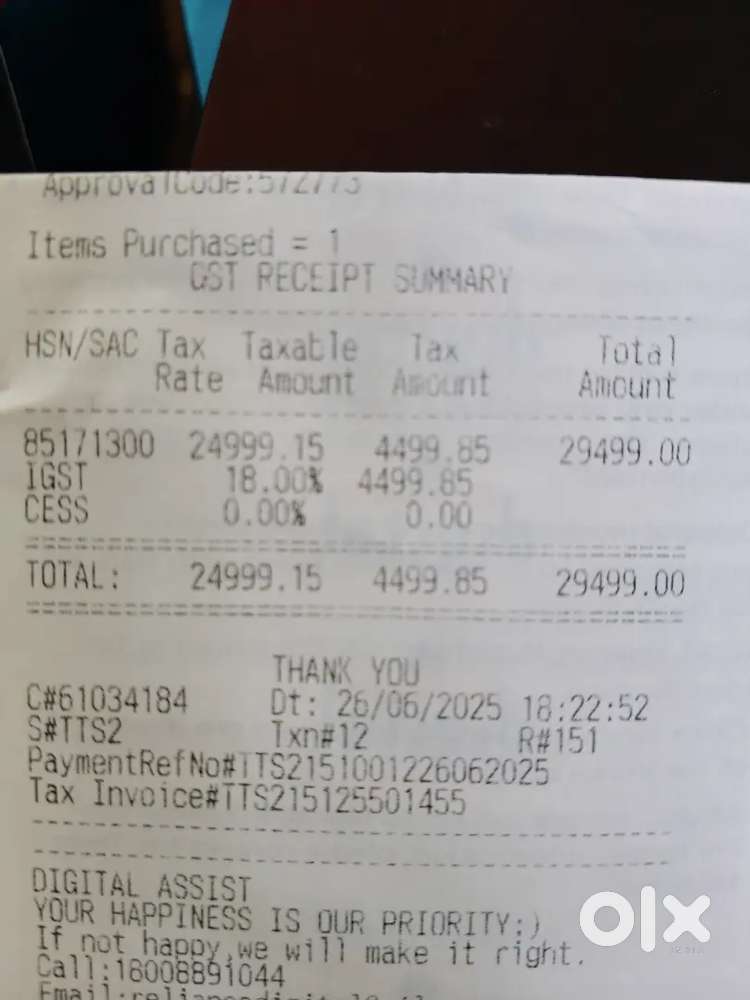 ApprovalCode:572773
Items Purchased = 1
GST RECEIPT SUMMARY
HSN/SAC Tax Taxable Tax Total
Rate Amount Amount Amount
85171300 24999.15 4499.85 29499.00
IGST 18.00% 4499.85
CESS 0.00% 0.00
TOTAL: 24999.15 4499.85 29499.00
THANK YOU
C#61034184 Dt: 26/06/2025 18:22:52
S#TTS2 Txn#12 R#151
PaymentRefNo#TTS2151001226062025
Tax Invoice#TTS215125501455
DIGITAL ASSIST
YOUR HAPPINESS IS OUR PRIORITY:)
If not happy,we will make it right.
Call:18008891044
olx